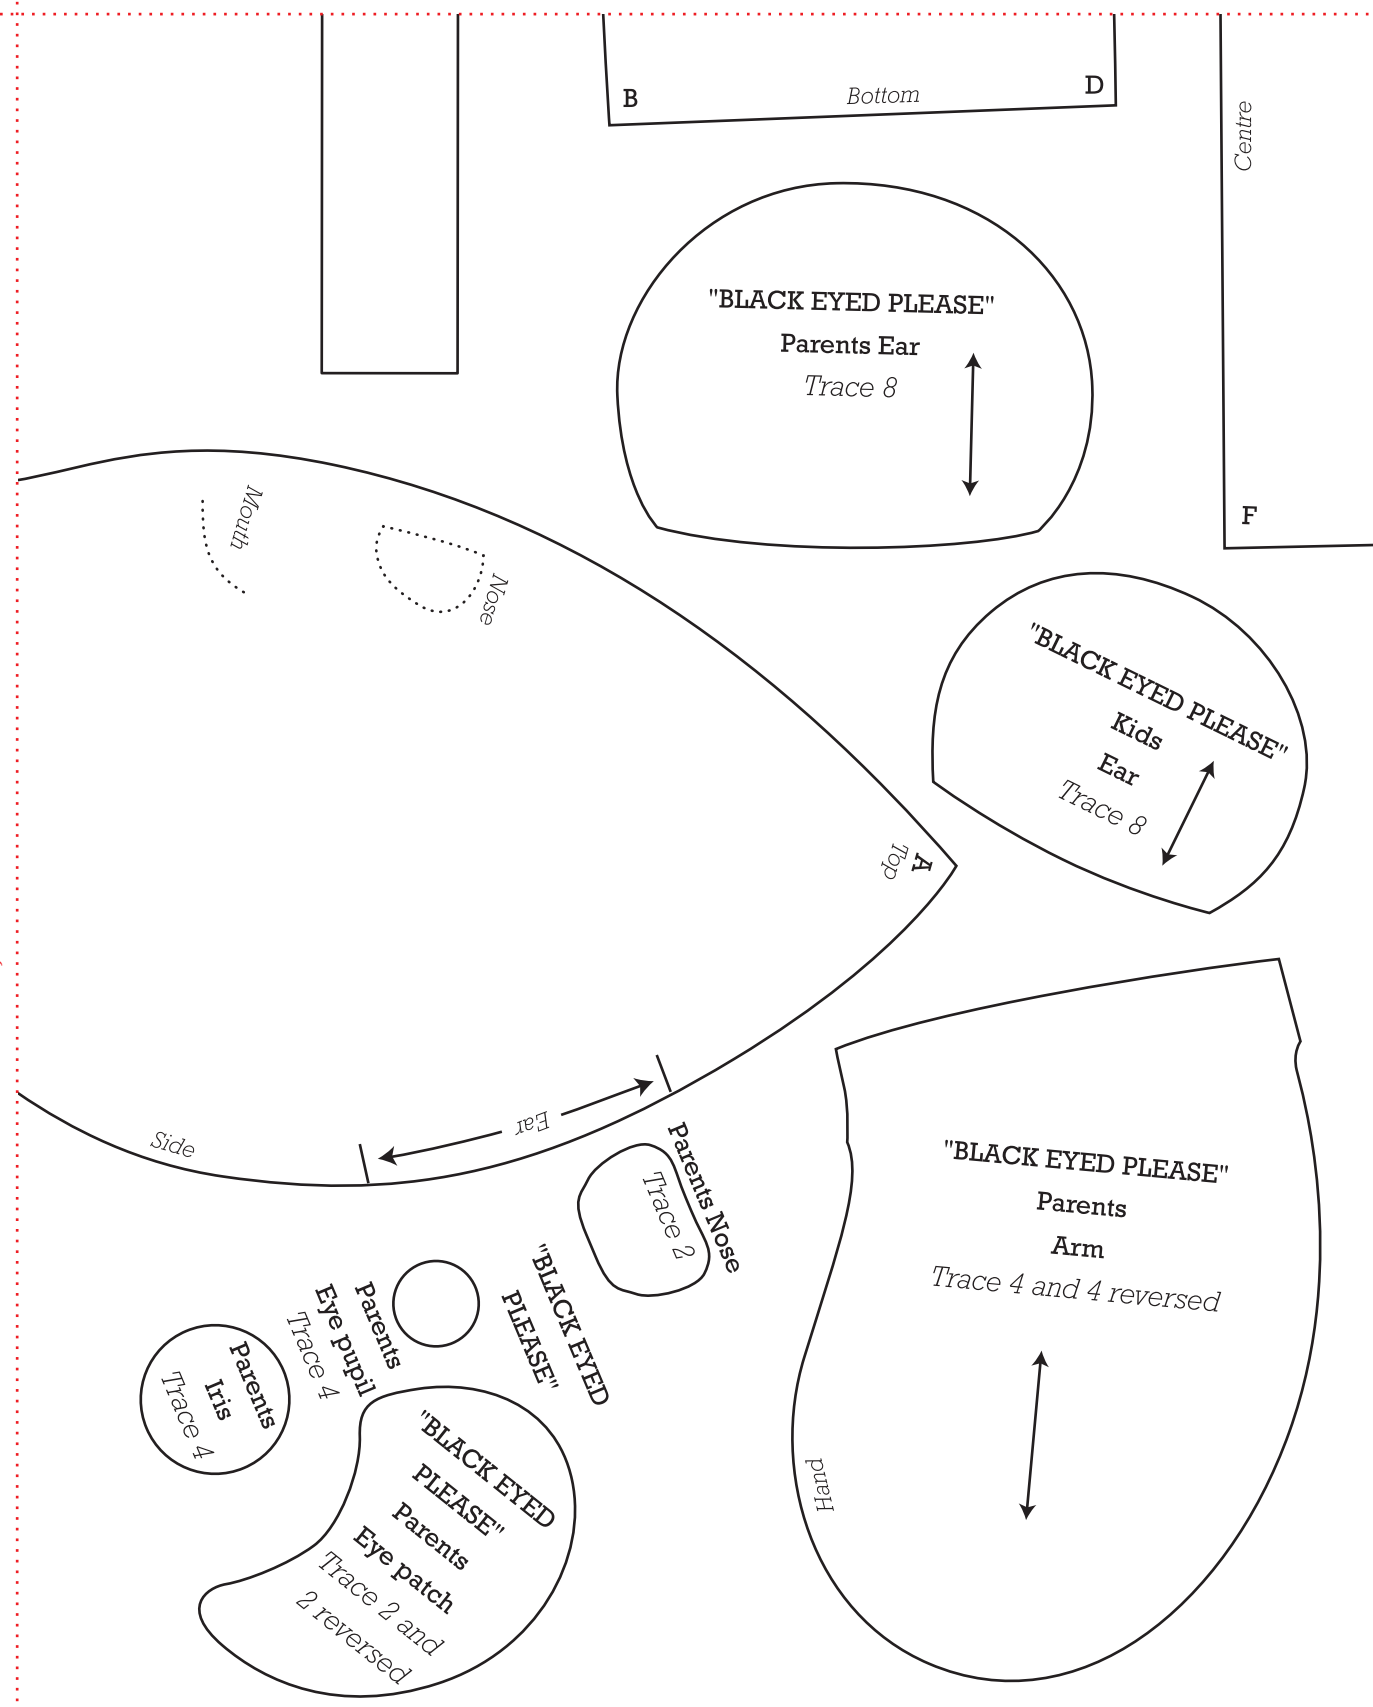 B
Bottom
D
Centre
"BLACK EYED PLEASE"
Parents Ear
Trace 8
F
Mouth
Nose
"BLACK EYED PLEASE"
Kids
Ear
Trace 8
A
Top
Ear
Side
Parents Nose
Trace 2
"BLACK EYED
PLEASE"
Parents
Eye pupil
Trace 4
Parents
Iris
Trace 4
"BLACK EYED
PLEASE"
Parents
Eye patch
Trace 2 and
2 reversed
"BLACK EYED PLEASE"
Parents
Arm
Trace 4 and 4 reversed
Hand